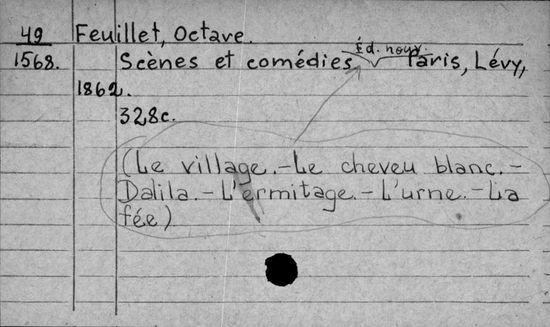 49 Feuillet, Octave.
Éd. nouv.
1568. Scènes et comédies. Paris, Lévy,
1862.
328c.
(Le village.-Le cheveu blanc.-
Dalila.-L'ermitage.-L'urne.-La
fée)